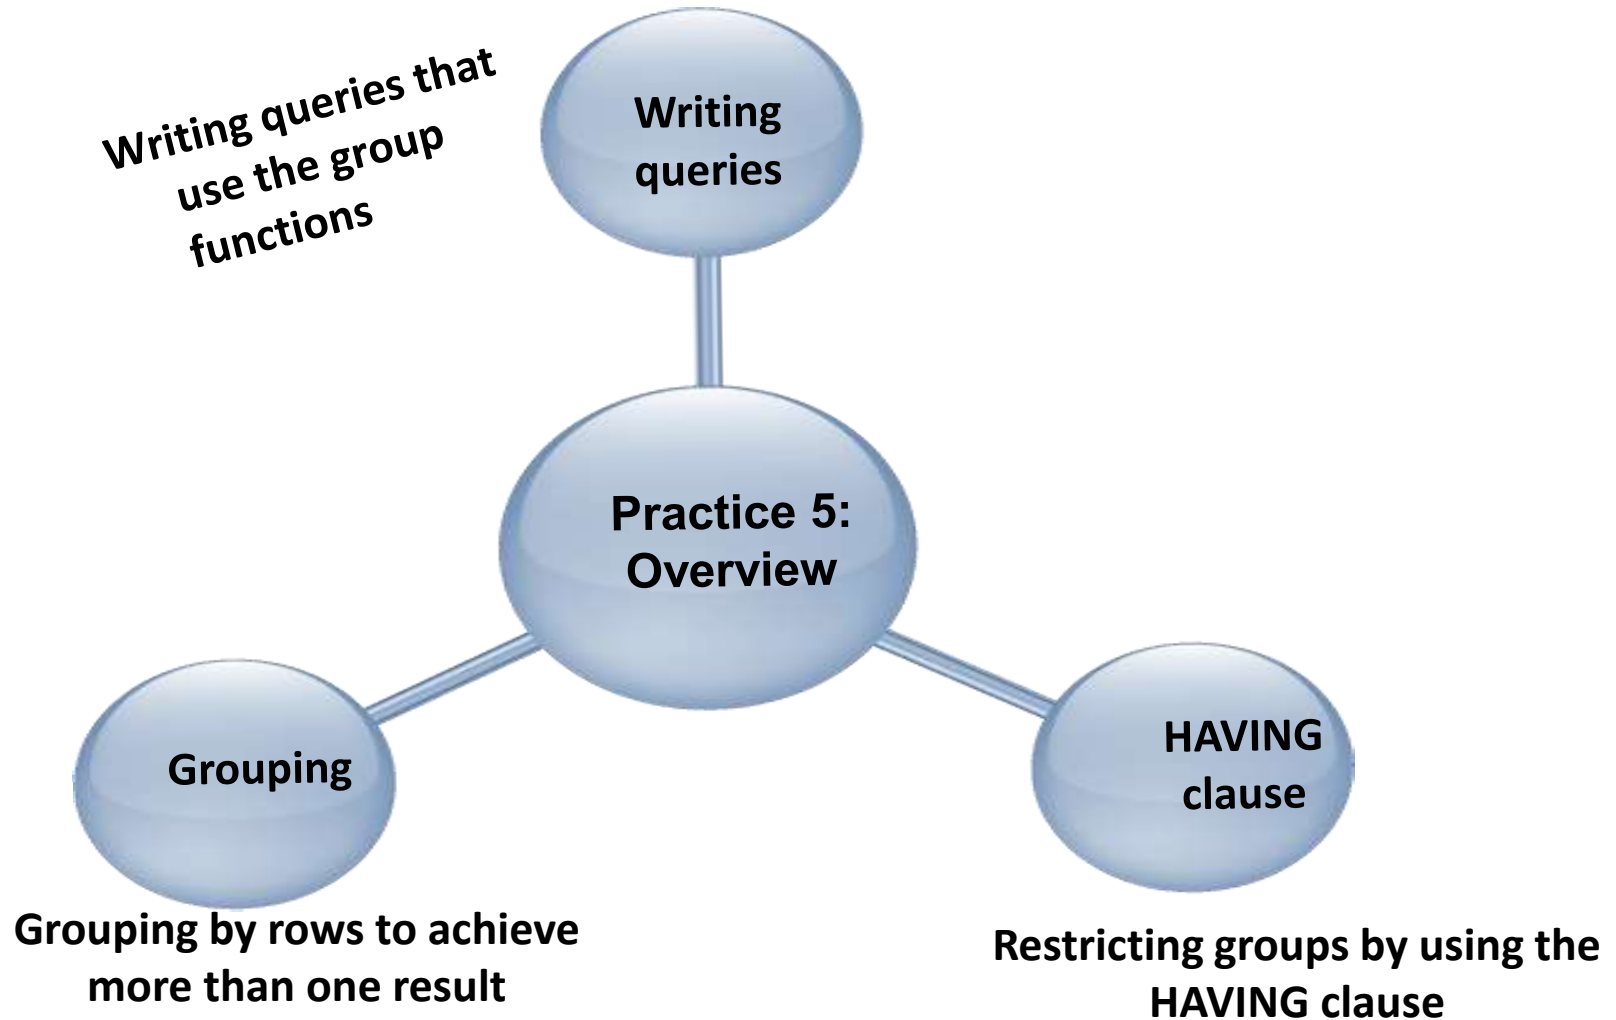 Writing queries that
use the group
functions
Writing
queries
Practice 5:
Overview
Grouping
HAVING
clause
Grouping by rows to achieve
more than one result
Restricting groups by using the
HAVING clause